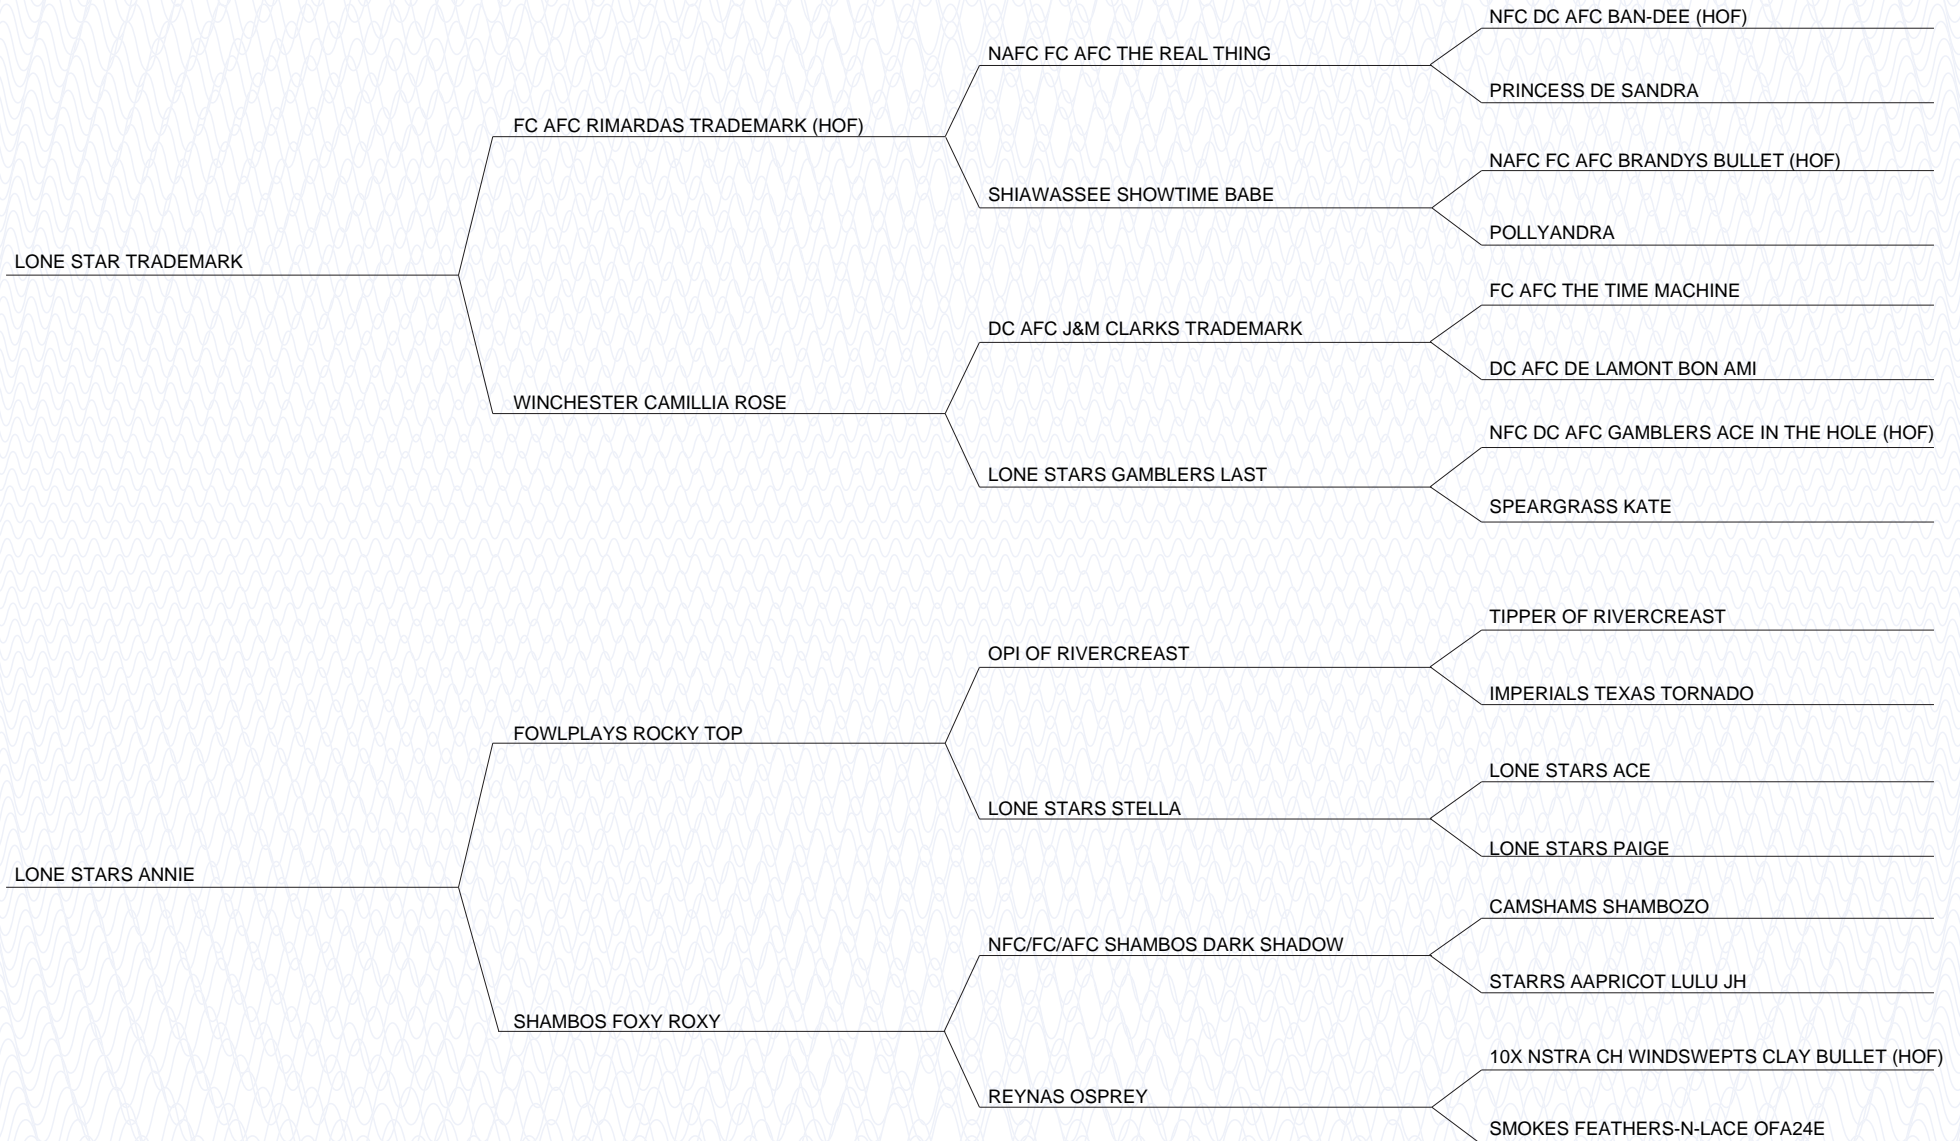 NFC DC AFC BAN-DEE (HOF)
NAFC FC AFC THE REAL THING
PRINCESS DE SANDRA
FC AFC RIMARDAS TRADEMARK (HOF)
NAFC FC AFC BRANDYS BULLET (HOF)
SHIAWASSEE SHOWTIME BABE
POLLYANDRA
LONE STAR TRADEMARK
FC AFC THE TIME MACHINE
DC AFC J&M CLARKS TRADEMARK
DC AFC DE LAMONT BON AMI
WINCHESTER CAMILLIA ROSE
NFC DC AFC GAMBLERS ACE IN THE HOLE (HOF)
LONE STARS GAMBLERS LAST
SPEARGRASS KATE
TIPPER OF RIVERCREAST
OPI OF RIVERCREAST
IMPERIALS TEXAS TORNADO
FOWLPLAYS ROCKY TOP
LONE STARS ACE
LONE STARS STELLA
LONE STARS PAIGE
LONE STARS ANNIE
CAMSHAMS SHAMBOZO
NFC/FC/AFC SHAMBOS DARK SHADOW
STARRS AAPRICOT LULU JH
SHAMBOS FOXY ROXY
10X NSTRA CH WINDSWEPTS CLAY BULLET (HOF)
REYNAS OSPREY
SMOKES FEATHERS-N-LACE OFA24E